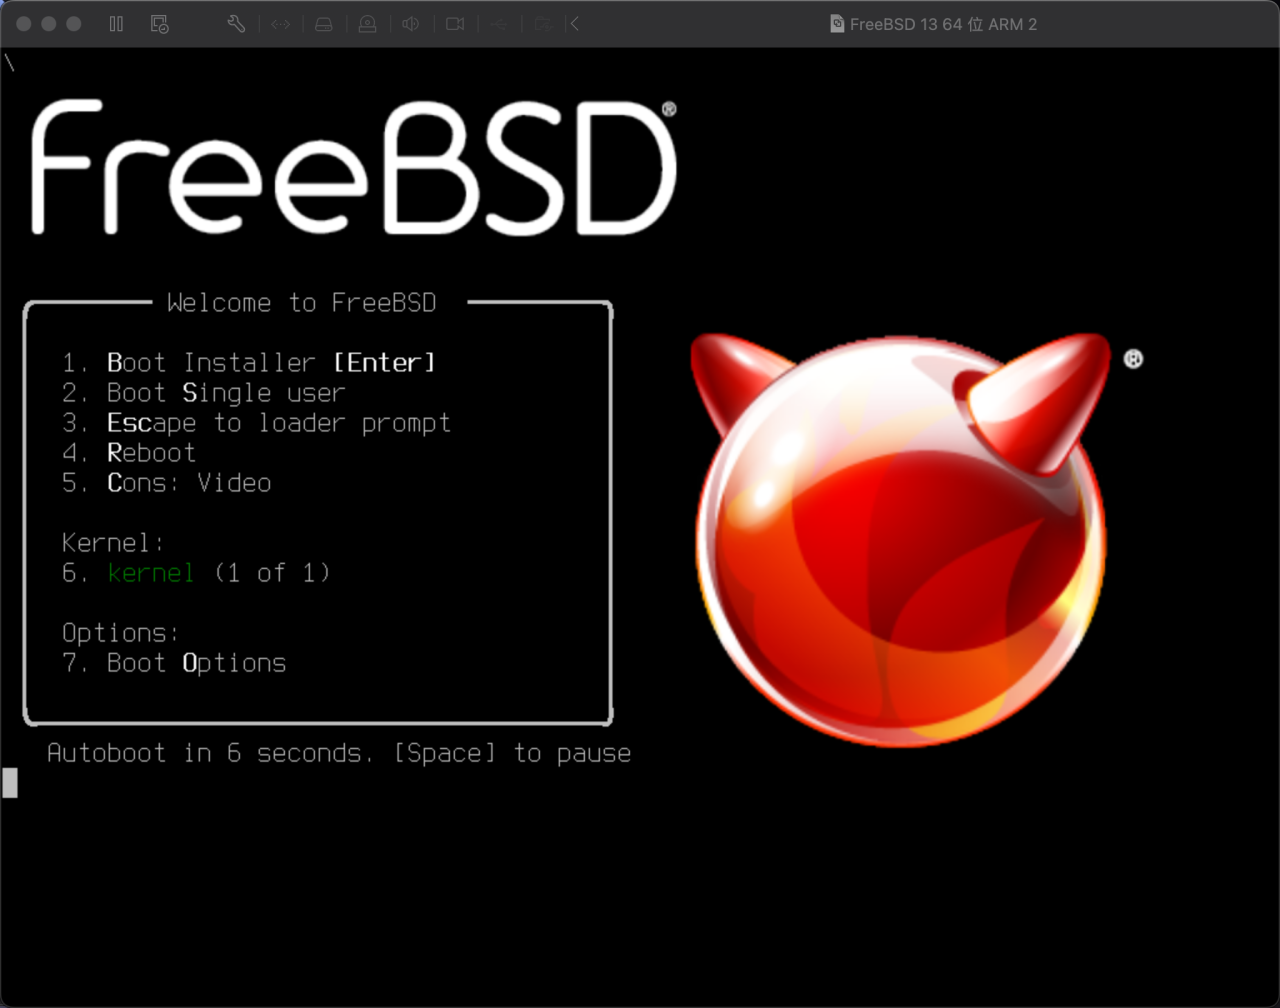 FreeBSD 13 64 位 ARM 2
\
FreeBSD®
Welcome to FreeBSD
1. Boot Installer [Enter]
2. Boot Single user
3. Escape to loader prompt
4. Reboot
5. Cons: Video
Kernel:
6. kernel (1 of 1)
Options:
7. Boot Options
®
Autoboot in 6 seconds. [Space] to pause